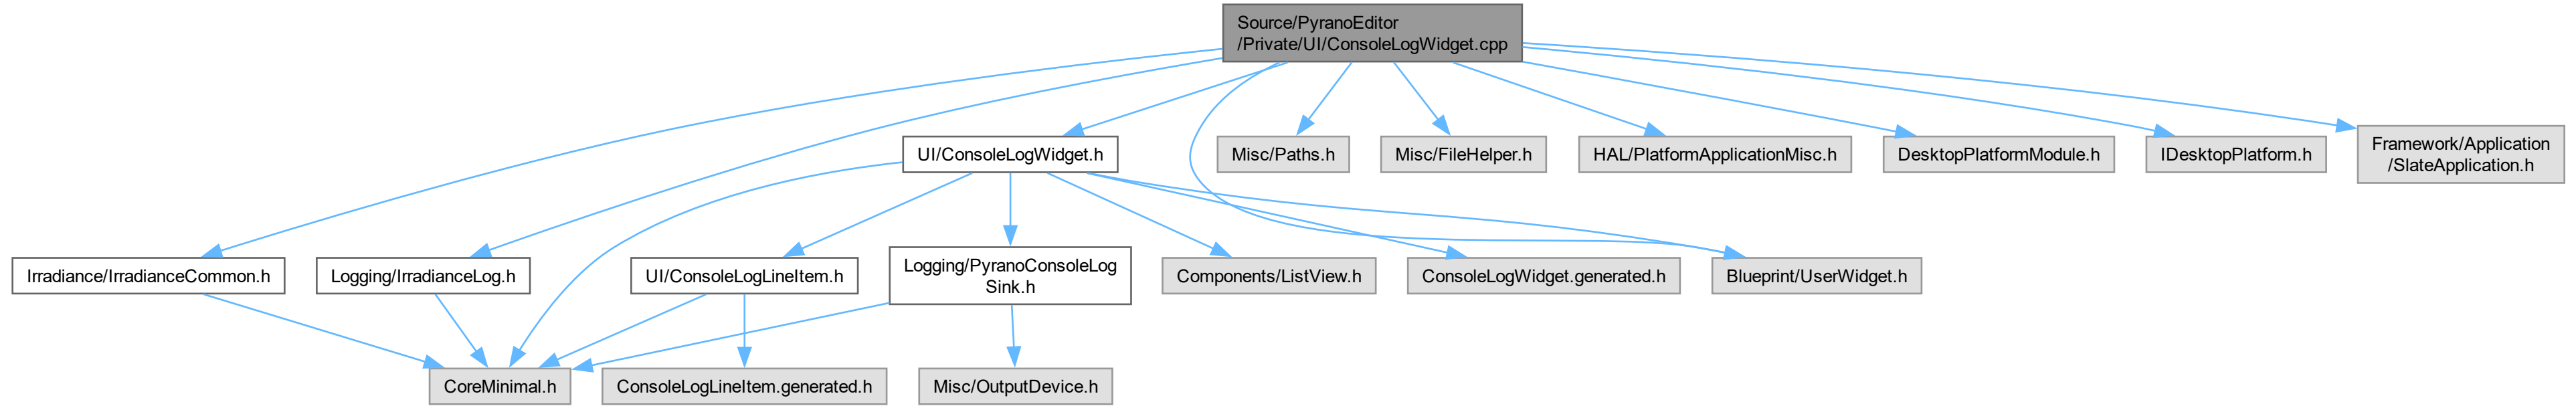 Source/PyranoEditor
/Private/UI/ConsoleLogWidget.cpp
UI/ConsoleLogWidget.h
Misc/Paths.h
Misc/FileHelper.h
HAL/PlatformApplicationMisc.h
DesktopPlatformModule.h
IDesktopPlatform.h
Framework/Application
/SlateApplication.h
Irradiance/IrradianceCommon.h
Logging/IrradianceLog.h
UI/ConsoleLogLineItem.h
Logging/PyranoConsoleLog
Sink.h
Components/ListView.h
ConsoleLogWidget.generated.h
Blueprint/UserWidget.h
CoreMinimal.h
ConsoleLogLineItem.generated.h
Misc/OutputDevice.h